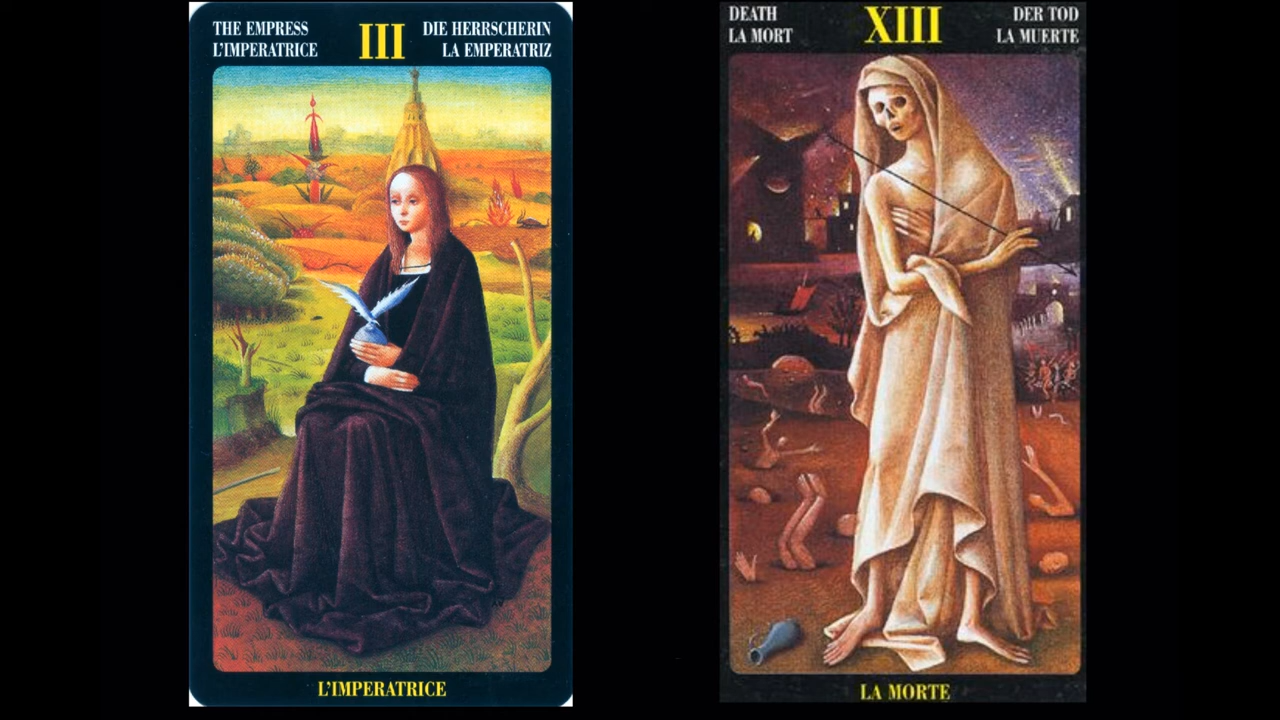 THE EMPRESS
L'IMPERATRICE
III
DIE HERRSCHERIN
LA EMPERATRIZ
L'IMPERATRICE
DEATH
LA MORT
XIII
DER TOD
LA MUERTE
LA MORTE